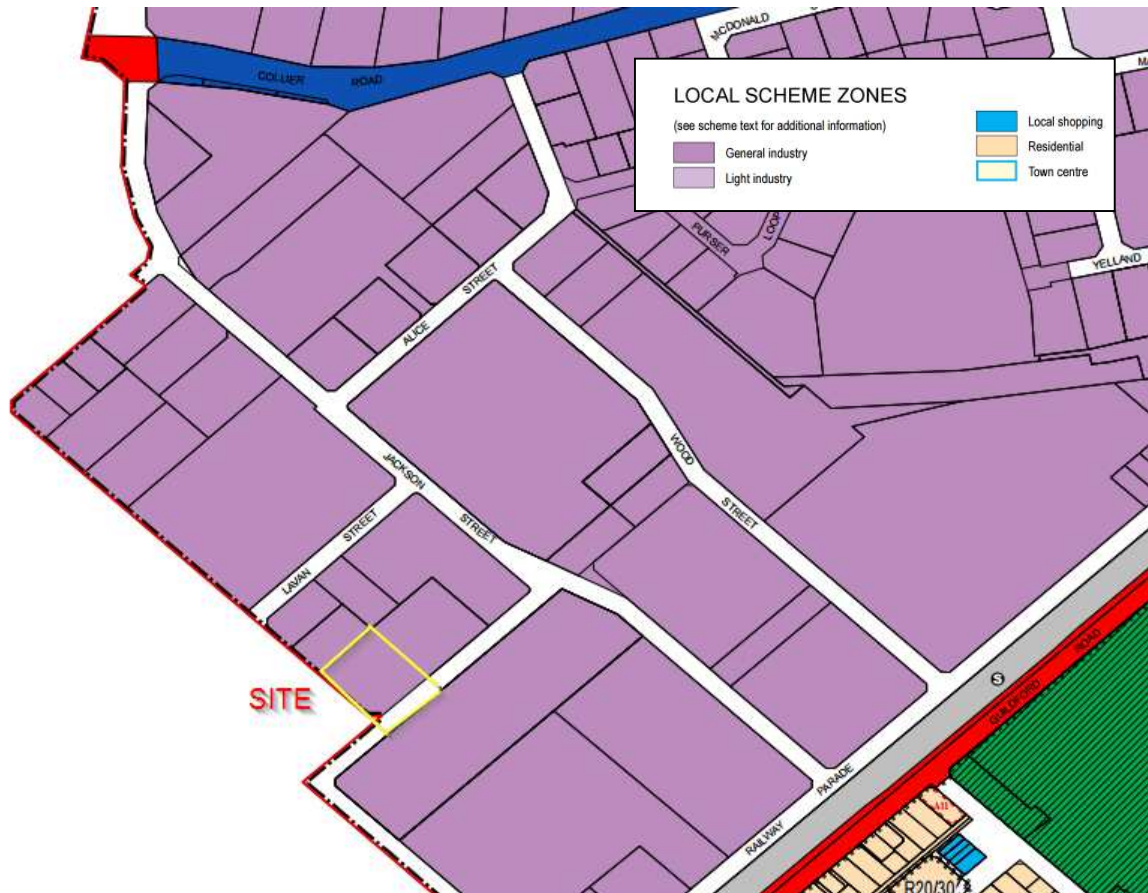 MCDONALD
COLLIER
ROAD
MA
LOCAL SCHEME ZONES
(see scheme text for additional information)
General industry
Light industry
Local shopping
Residential
Town centre
PURSER
LOOP
YELLAND
ALICE
STREET
JACKSON
STREET
WOOD
STREET
LAVAN
STREET
SITE
S
GUILDFORD
ROAD
RAILWAY
PARADE
A11
R20/30